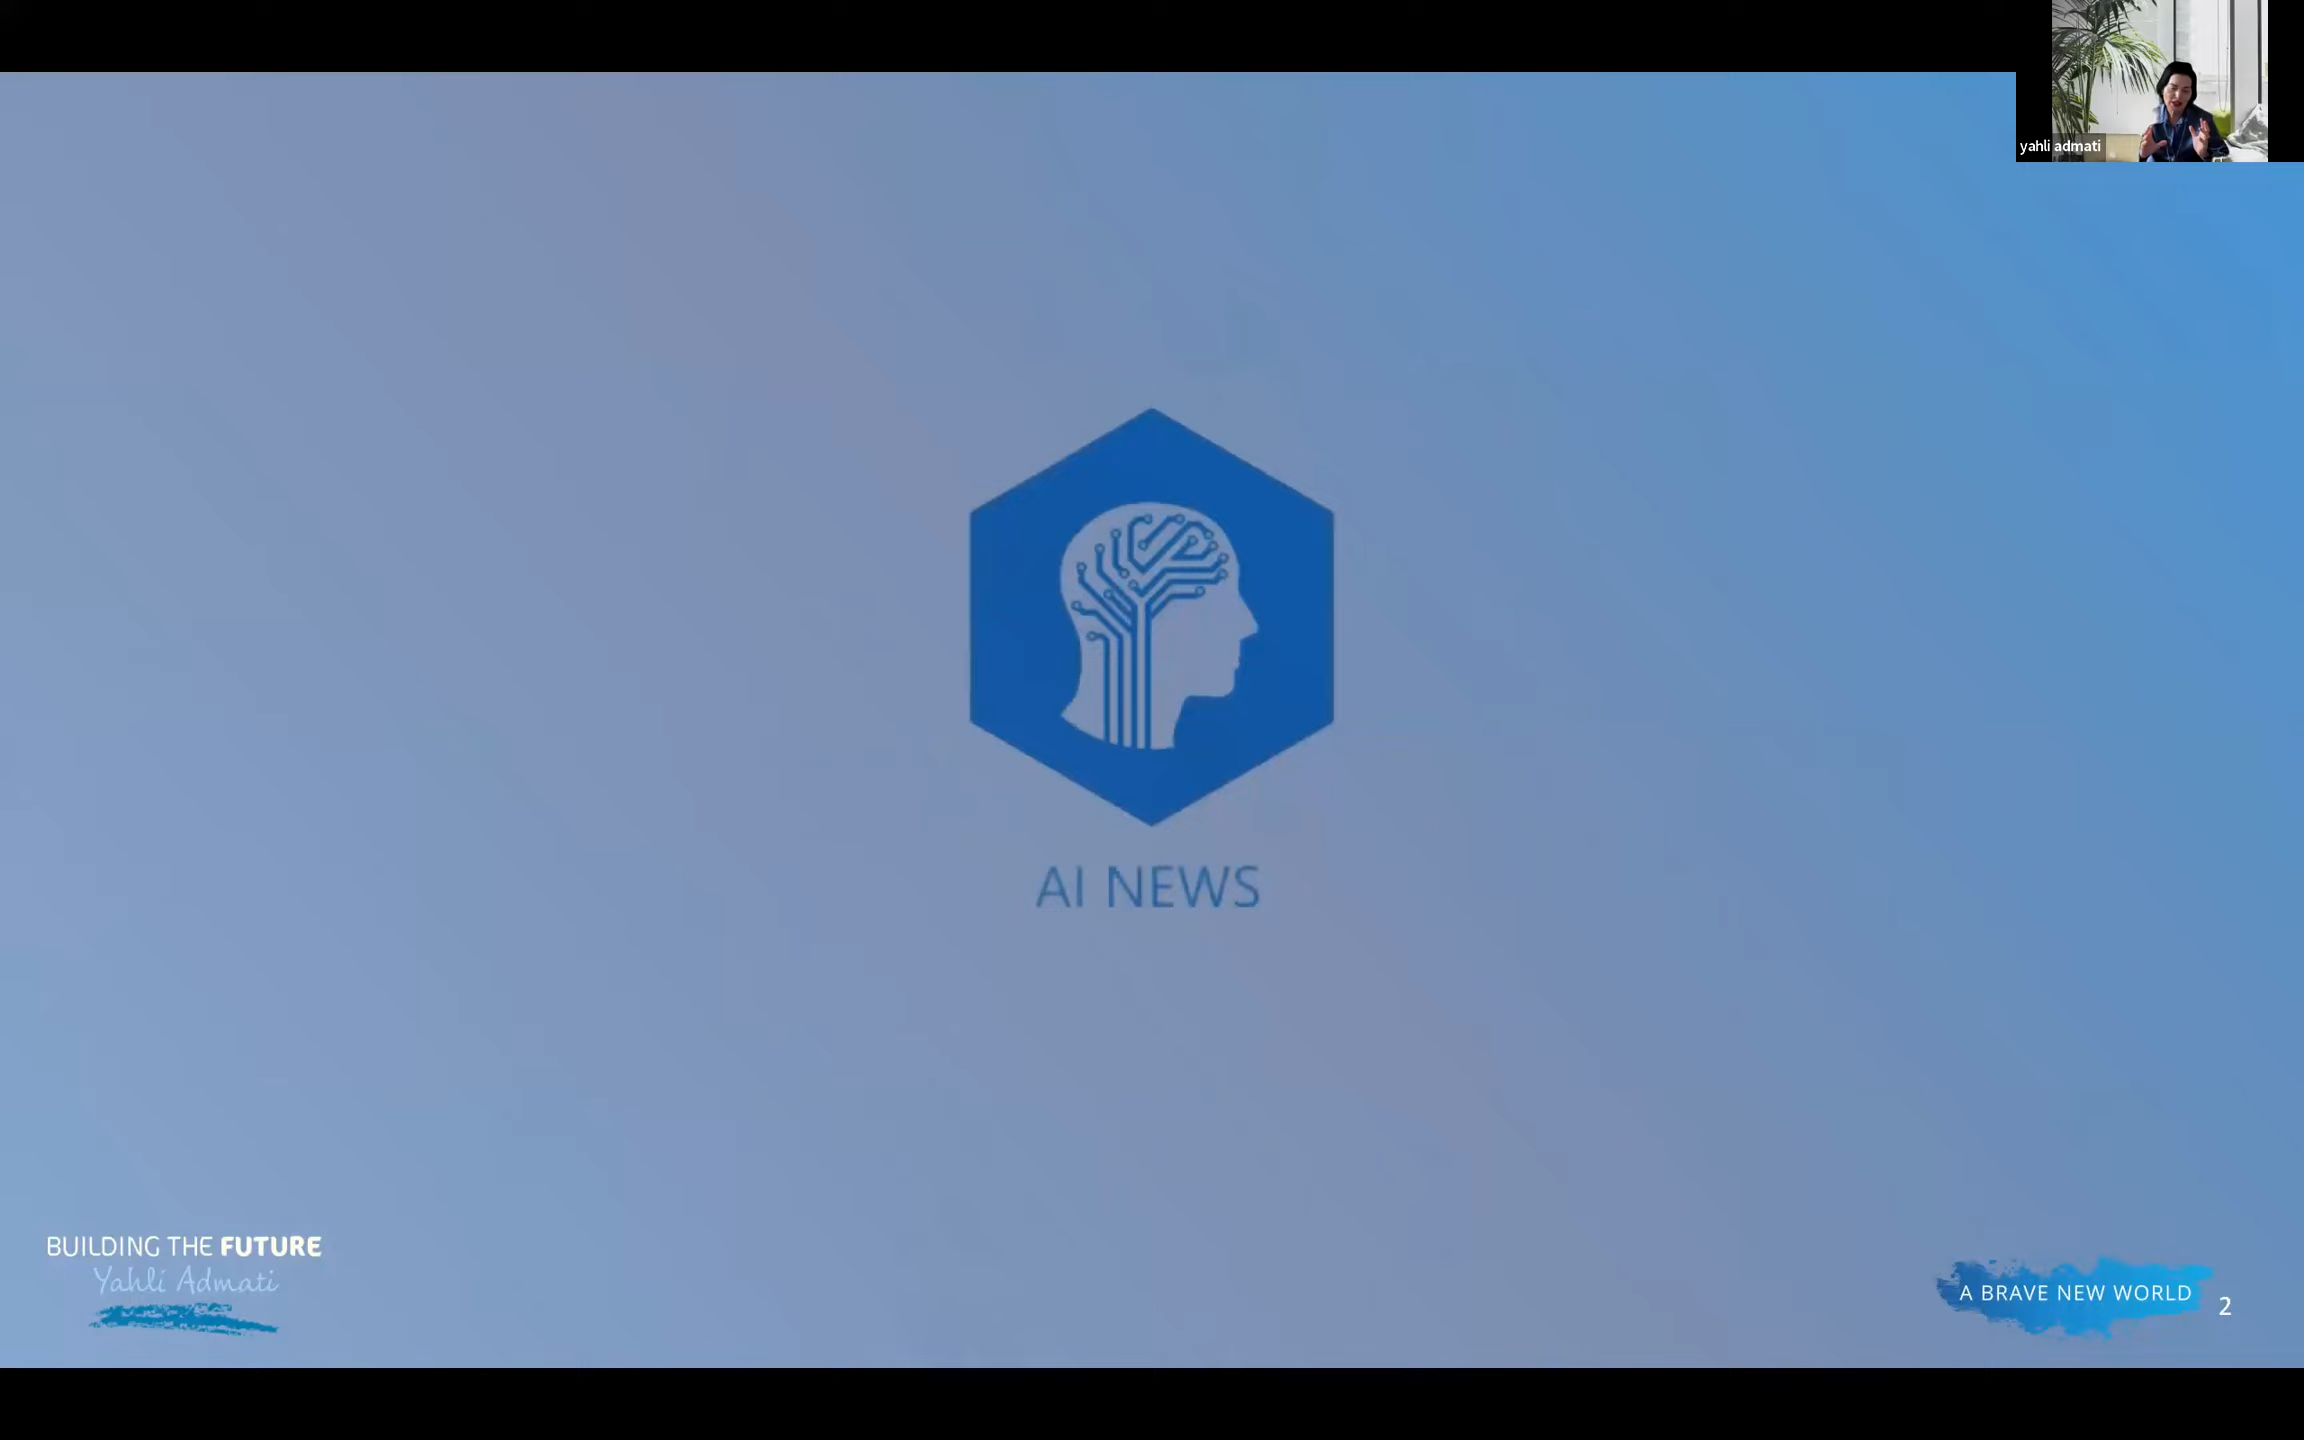 yahli admati
AI NEWS
BUILDING THE FUTURE
Yahli Admati
A BRAVE NEW WORLD
2